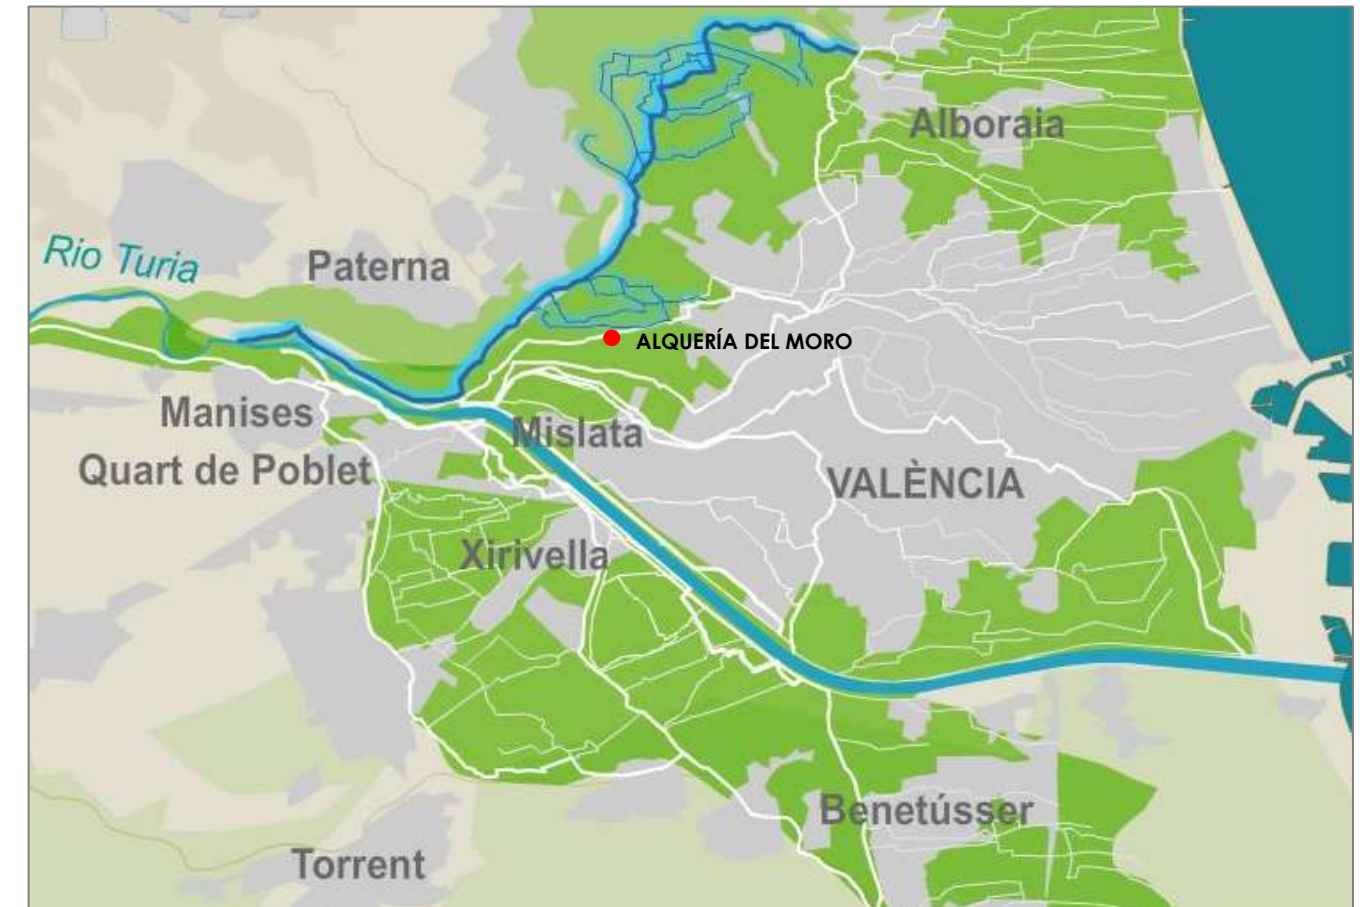 Alboraia
Rio Turia
Paterna
ALQUERÍA DEL MORO
Manises
Mislata
Quart de Poblet
VALÈNCIA
Xirivella
Benetússer
Torrent